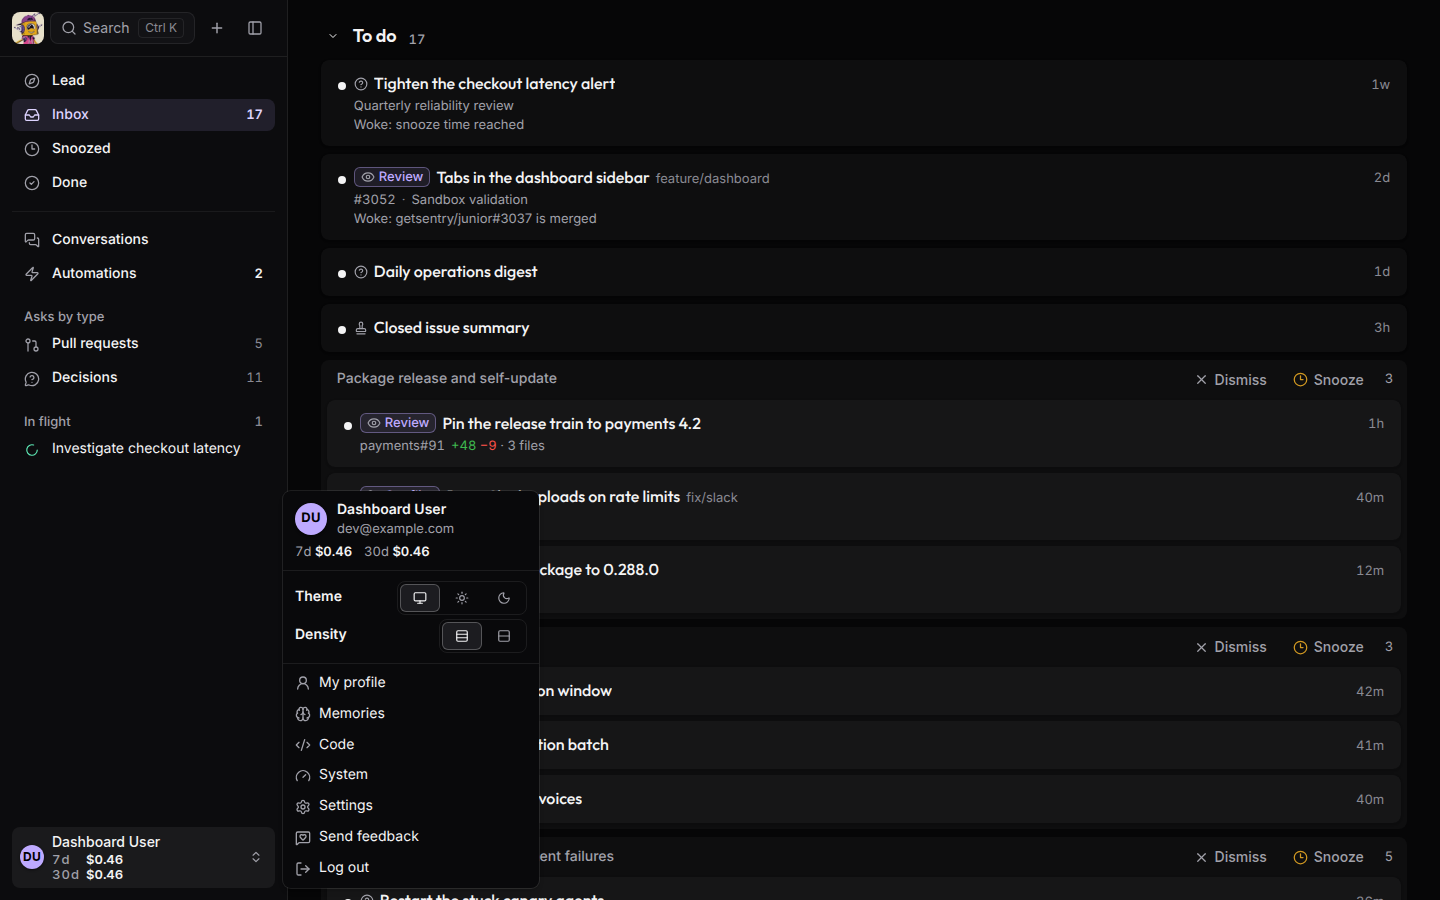 Search Ctrl K
Lead
Inbox 17
Snoozed
Done
Conversations
Automations 2
Asks by type
Pull requests 5
Decisions 11
In flight 1
Investigate checkout latency
DU
Dashboard User
7d $0.46
30d $0.46
To do 17
Tighten the checkout latency alert 1w
Quarterly reliability review
Woke: snooze time reached
Review Tabs in the dashboard sidebar feature/dashboard 2d
#3052 · Sandbox validation
Woke: getsentry/junior#3037 is merged
Daily operations digest 1d
Closed issue summary 3h
Package release and self-update Dismiss Snooze 3
Review Pin the release train to payments 4.2 1h
payments#91 +48 −9 · 3 files
ploads on rate limits fix/slack 40m
ckage to 0.288.0 12m
Dismiss Snooze 3
on window 42m
tion batch 41m
voices 40m
ent failures Dismiss Snooze 5
Restart the stuck canary agents
DU
Dashboard User
dev@example.com
7d $0.46 30d $0.46
Theme
Density
My profile
Memories
Code
System
Settings
Send feedback
Log out